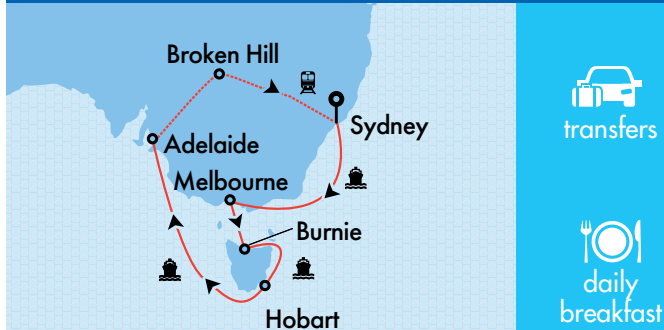 Broken Hill
Sydney
Adelaide
Melbourne
Burnie
Hobart
transfers
daily
breakfast